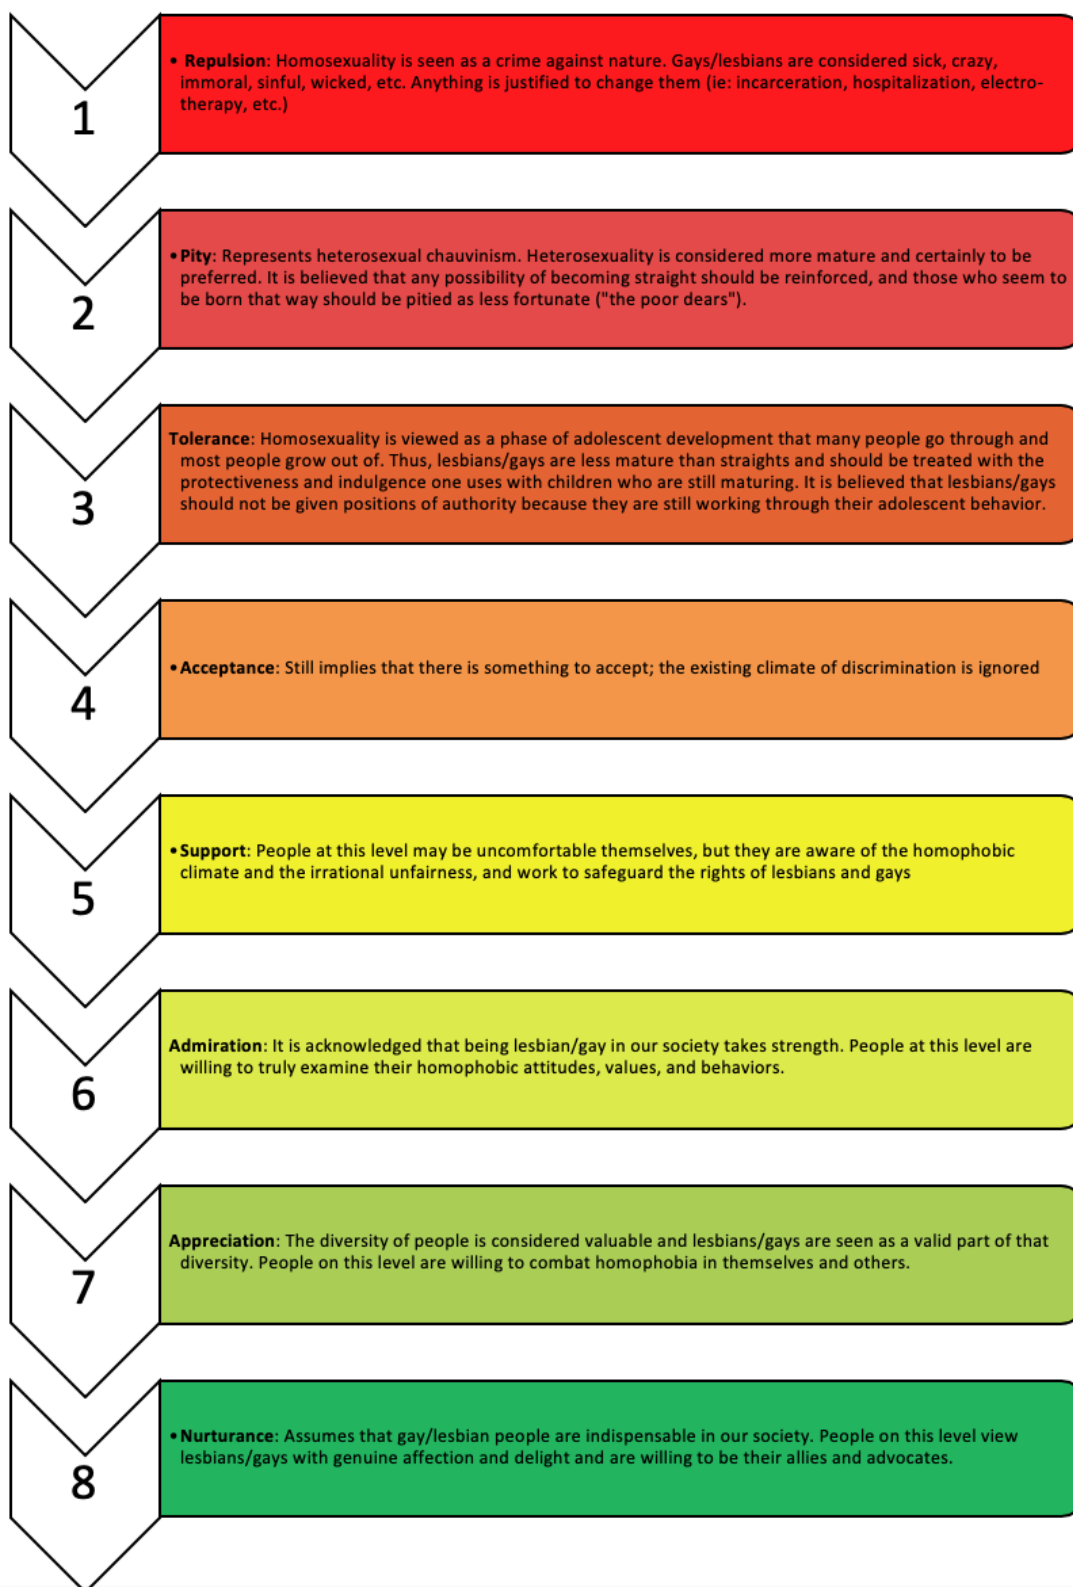 1
• Repulsion: Homosexuality is seen as a crime against nature. Gays/lesbians are considered sick, crazy,
immoral, sinful, wicked, etc. Anything is justified to change them (ie: incarceration, hospitalization, electro-
therapy, etc.)
2
• Pity: Represents heterosexual chauvinism. Heterosexuality is considered more mature and certainly to be
preferred. It is believed that any possibility of becoming straight should be reinforced, and those who seem to
be born that way should be pitied as less fortunate ("the poor dears").
3
Tolerance: Homosexuality is viewed as a phase of adolescent development that many people go through and
most people grow out of. Thus, lesbians/gays are less mature than straights and should be treated with the
protectiveness and indulgence one uses with children who are still maturing. It is believed that lesbians/gays
should not be given positions of authority because they are still working through their adolescent behavior.
4
• Acceptance: Still implies that there is something to accept; the existing climate of discrimination is ignored
5
• Support: People at this level may be uncomfortable themselves, but they are aware of the homophobic
climate and the irrational unfairness, and work to safeguard the rights of lesbians and gays
6
Admiration: It is acknowledged that being lesbian/gay in our society takes strength. People at this level are
willing to truly examine their homophobic attitudes, values, and behaviors.
7
Appreciation: The diversity of people is considered valuable and lesbians/gays are seen as a valid part of that
diversity. People on this level are willing to combat homophobia in themselves and others.
8
• Nurturance: Assumes that gay/lesbian people are indispensable in our society. People on this level view
lesbians/gays with genuine affection and delight and are willing to be their allies and advocates.